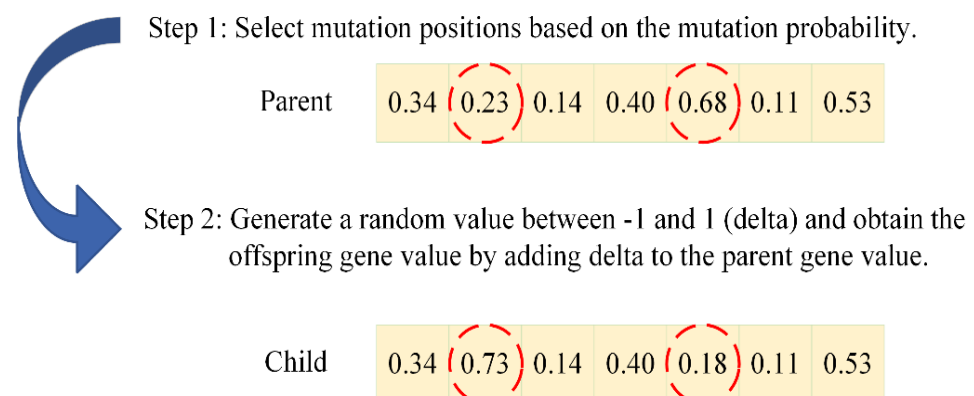 Step 1: Select mutation positions based on the mutation probability.
Parent 0.34 0.23 0.14 0.40 0.68 0.11 0.53
Step 2: Generate a random value between -1 and 1 (delta) and obtain the
offspring gene value by adding delta to the parent gene value.
Child 0.34 0.73 0.14 0.40 0.18 0.11 0.53